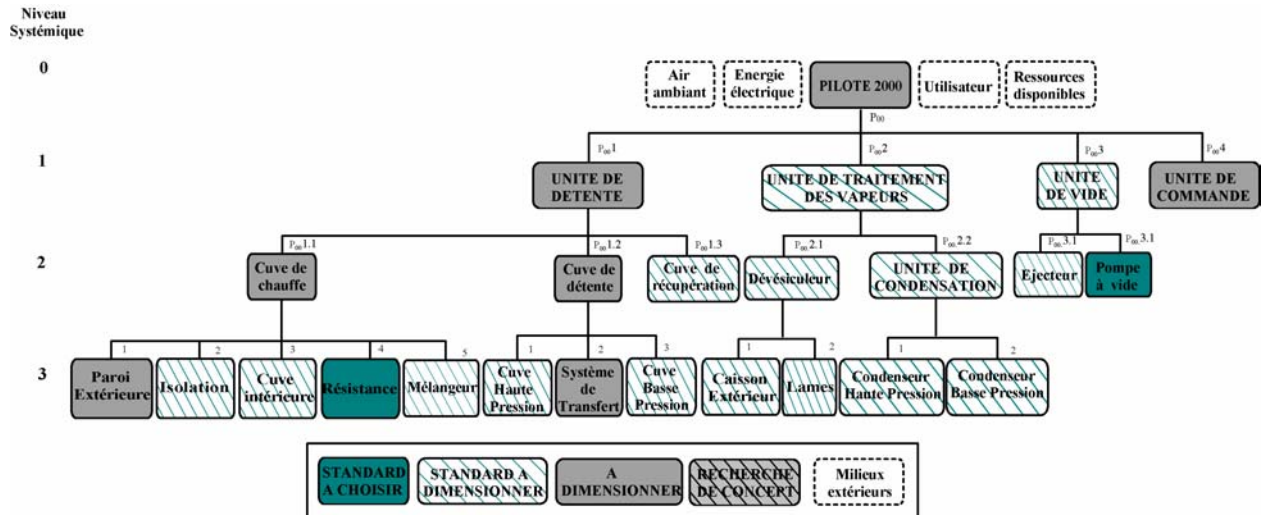 Niveau
Systémique
0
Air
ambiant
Energie
électrique
PILOTE 2000
Utilisateur
Ressources
disponibles
P₀₀
1
P₀₀1
P₀₀2
P₀₀3
P₀₀4
UNITE DE
DETENTE
UNITE DE TRAITEMENT
DES VAPEURS
UNITE
DE VIDE
UNITE DE
COMMANDE
P₀₀1.1
P₀₀1.2
P₀₀1.3
P₀₀2.1
P₀₀2.2
P₀₀3.1
P₀₀3.1
2
Cuve de
chauffe
Cuve de
détente
Cuve de
récupération
Dévésiculeur
UNITE DE
CONDENSATION
Ejecteur
Pompe
à vide
1
2
3
4
5
1
2
3
1
2
1
2
3
Paroi
Extérieure
Isolation
Cuve
intérieure
Résistance
Mélangeur
Cuve
Haute
Pression
Système
de
Transfert
Cuve
Basse
Pression
Caisson
Extérieur
Lames
Condenseur
Haute Pression
Condenseur
Basse Pression
STANDARD
A CHOISIR
STANDARD A
DIMENSIONNER
A
DIMENSIONNER
RECHERCHE
DE CONCEPT
Milieux
extérieurs